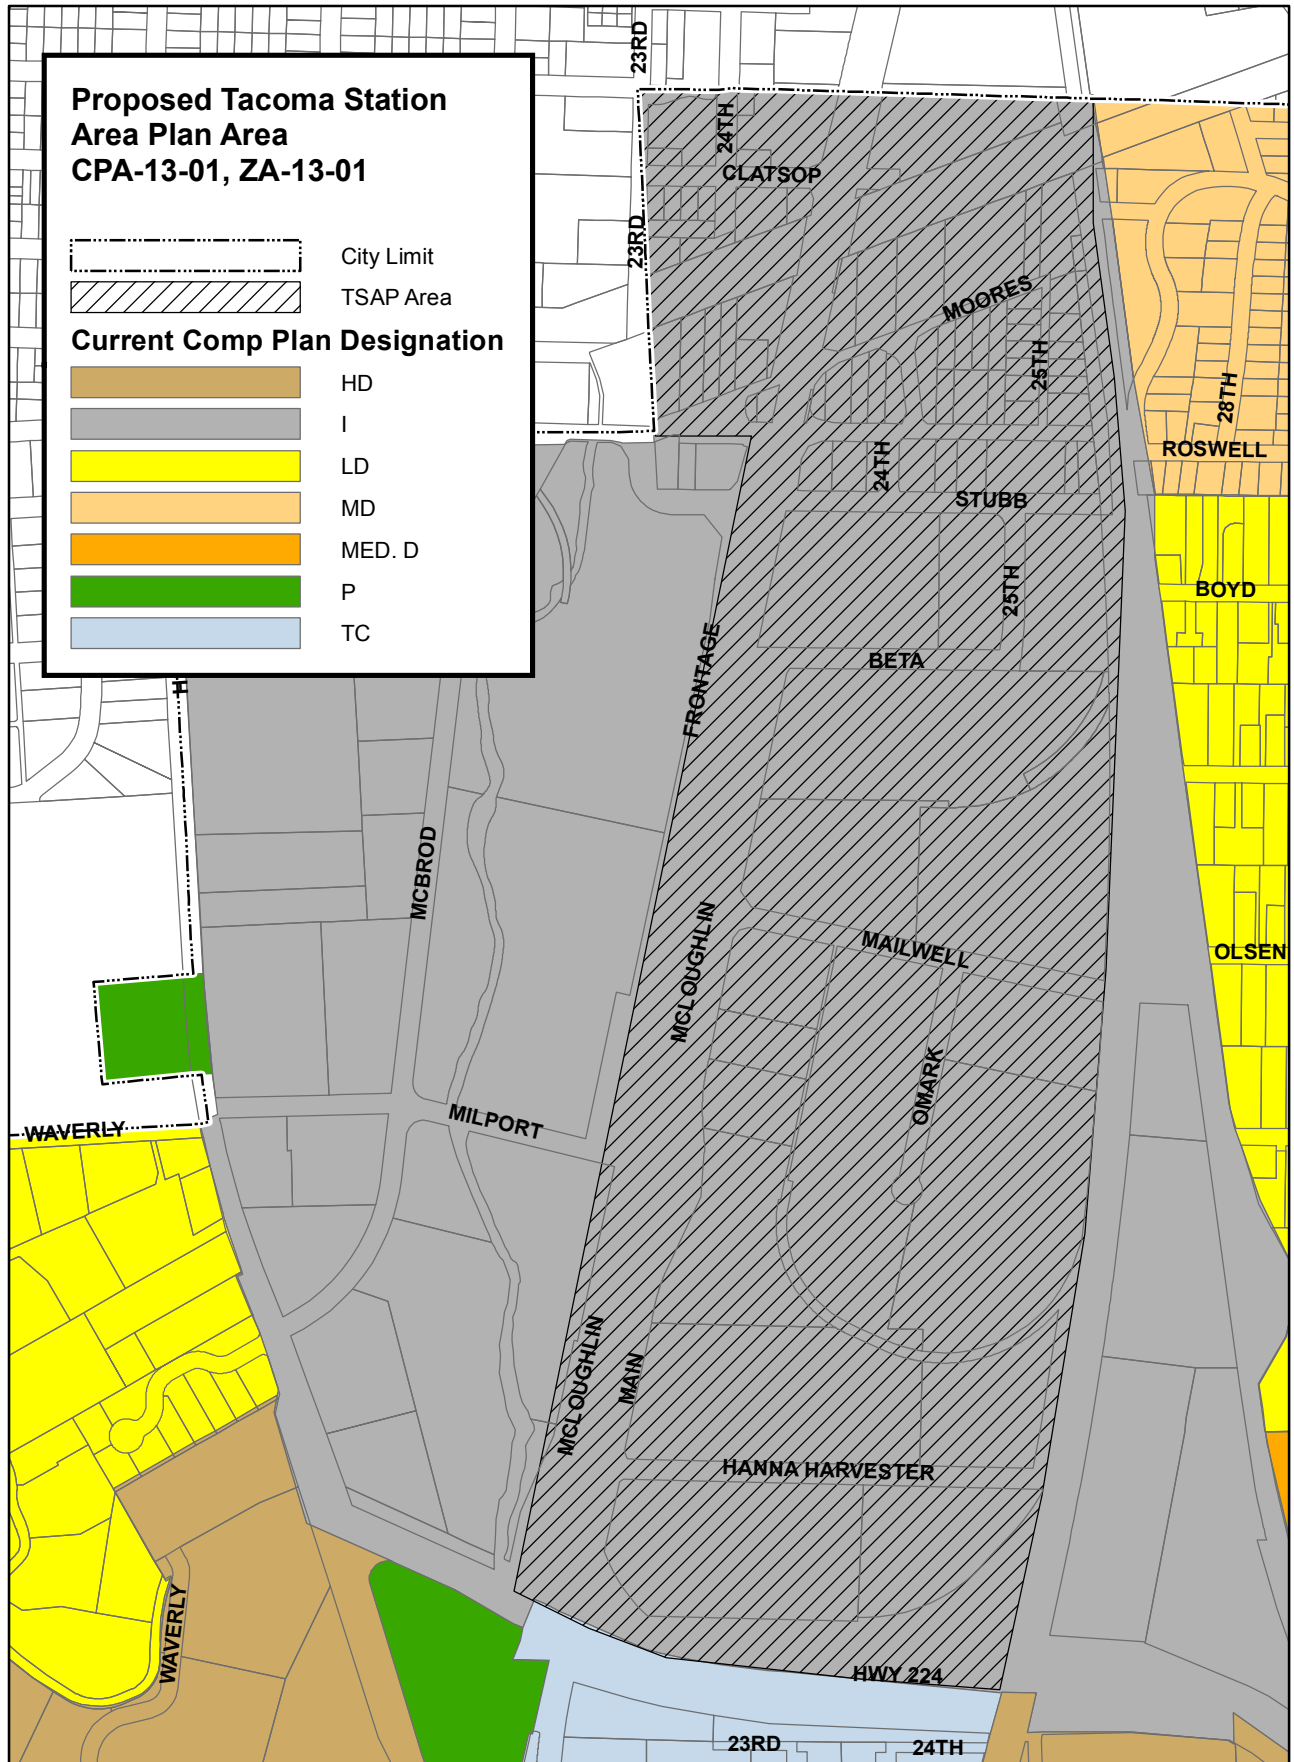 Proposed Tacoma Station
Area Plan Area
CPA-13-01, ZA-13-01
City Limit
TSAP Area
Current Comp Plan Designation
HD
I
LD
MD
MED. D
P
TC
23RD
24TH
CLATSOP
23RD
MOORES
25TH
28TH
ROSWELL
24TH
STUBB
25TH
BOYD
FRONTAGE
BETA
MCBROD
MCLOUGHLIN
MAILWELL
OLSEN
OMARK
MILPORT
WAVERLY
MCLOUGHLIN
MAIN
HANNA HARVESTER
WAVERLY
HWY 224
23RD
24TH